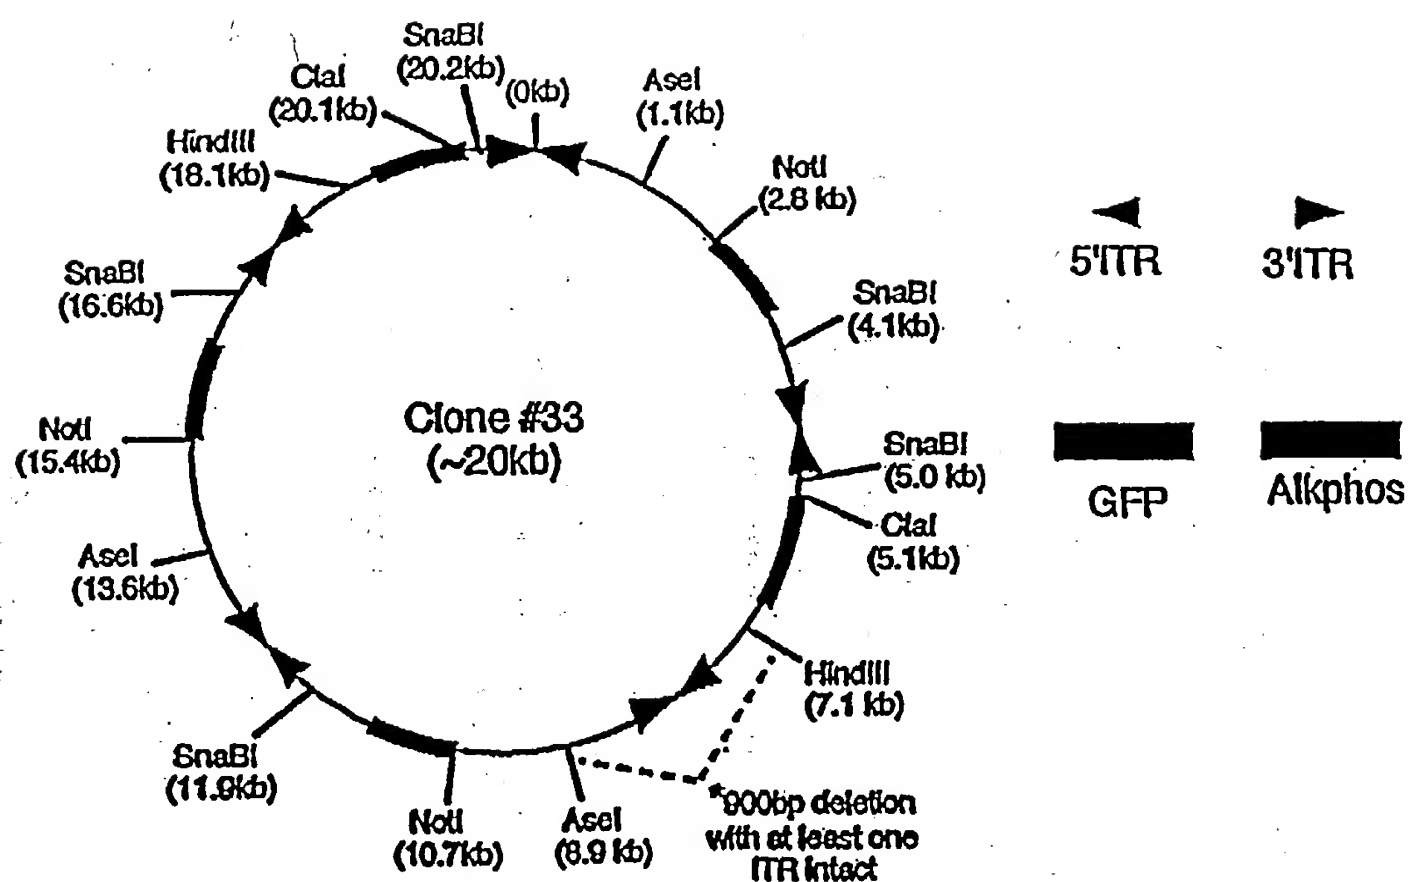 SnaBI
(20.2kb)
(0kb)
AseI
(1.1kb)
NotI
(2.8 kb)
SnaBI
(4.1kb)
SnaBI
(5.0 kb)
ClaI
(5.1kb)
HindIII
(7.1 kb)
*900bp deletion
with at least one
ITR intact
AseI
(8.9 kb)
NotI
(10.7kb)
SnaBI
(11.9kb)
AseI
(13.6kb)
NotI
(15.4kb)
SnaBI
(16.6kb)
HindIII
(18.1kb)
ClaI
(20.1kb)
Clone #33
(~20kb)
5'ITR
3'ITR
GFP
Alkphos